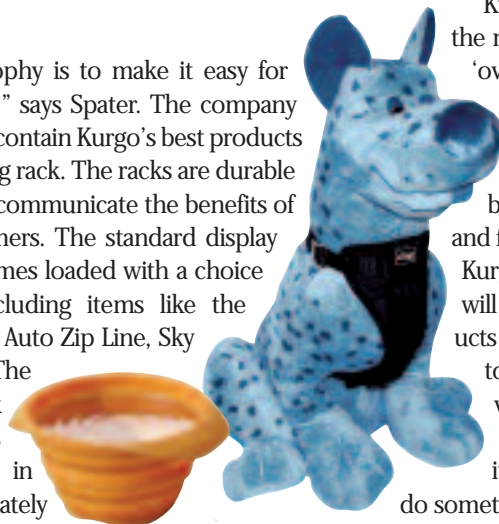 ophy is to make it easy for
” says Spater. The company
contain Kurgo’s best products
g rack. The racks are durable
communicate the benefits of
mers. The standard display
mes loaded with a choice
cluding items like the
Auto Zip Line, Sky
The
in
ately
the
‘ov
b
and f
Kur
will
ucts
to
do somet